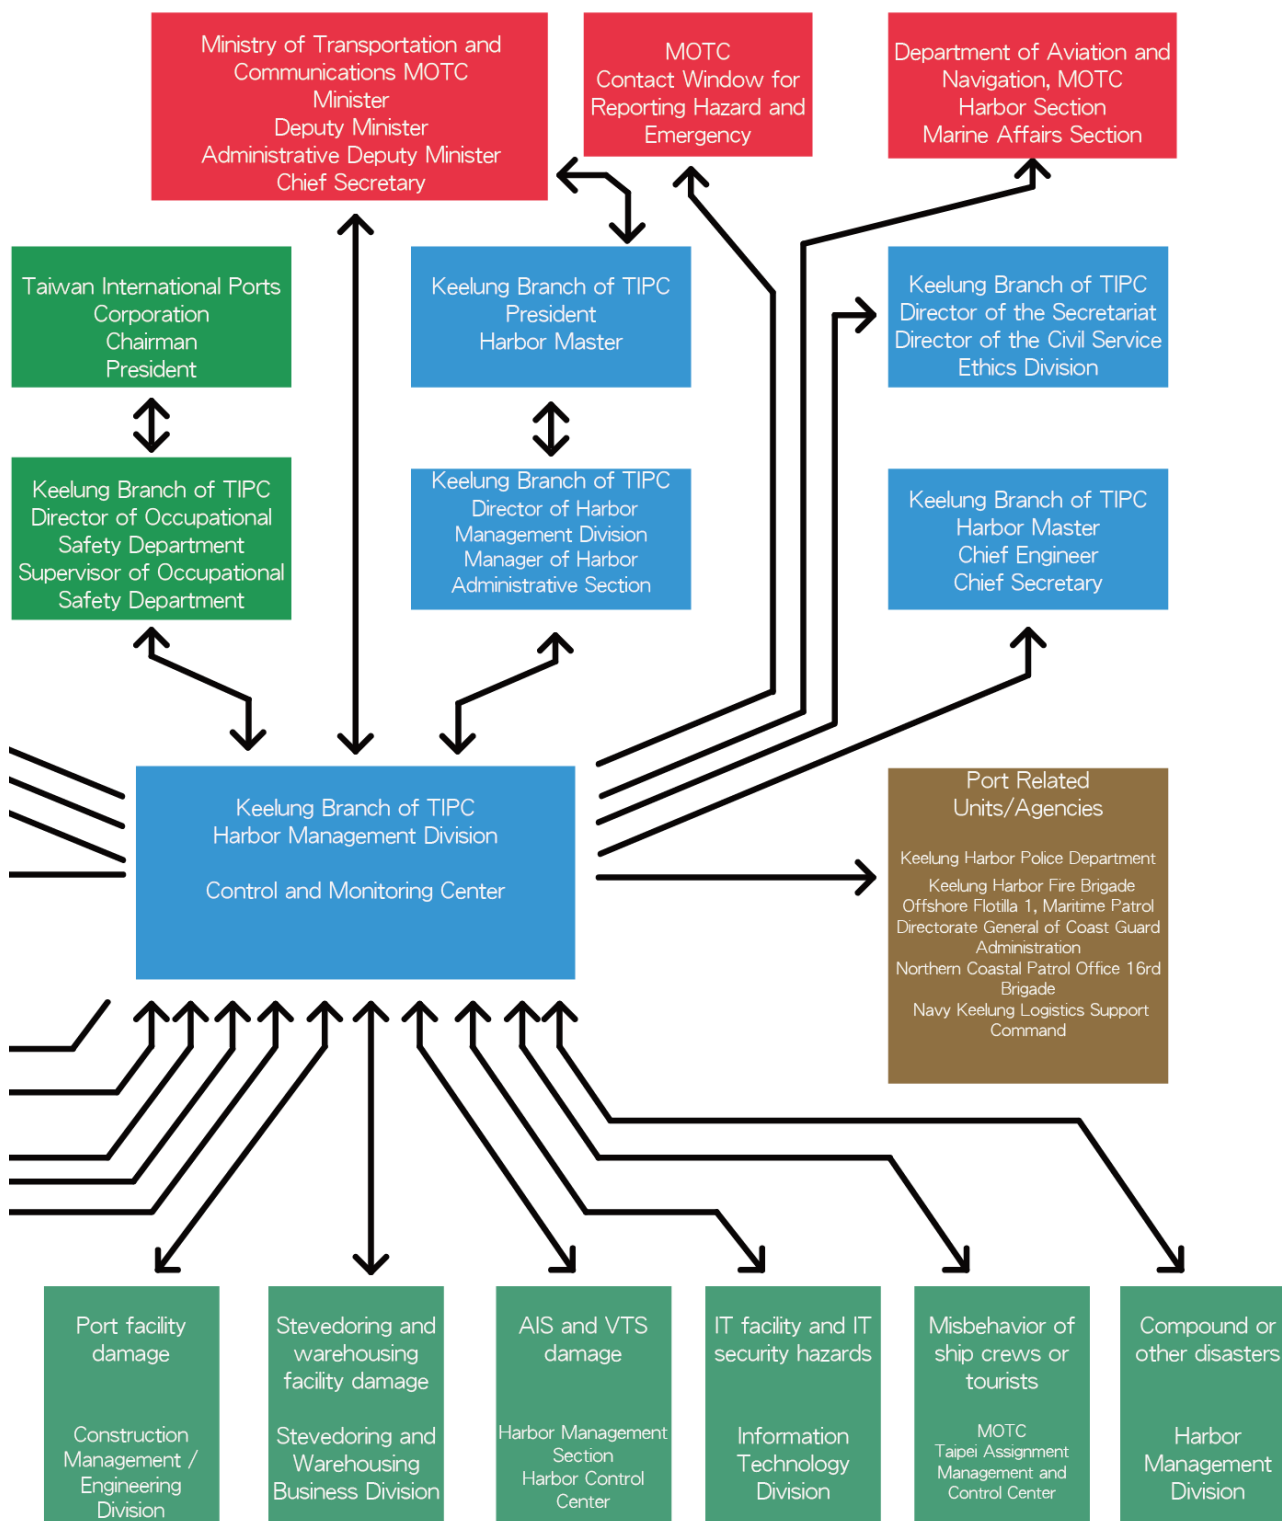 Ministry of Transportation and
Communications MOTC
Minister
Deputy Minister
Administrative Deputy Minister
Chief Secretary
MOTC
Contact Window for
Reporting Hazard and
Emergency
Department of Aviation and
Navigation, MOTC
Harbor Section
Marine Affairs Section
Taiwan International Ports
Corporation
Chairman
President
Keelung Branch of TIPC
President
Harbor Master
Keelung Branch of TIPC
Director of the Secretariat
Director of the Civil Service
Ethics Division
Keelung Branch of TIPC
Director of Occupational
Safety Department
Supervisor of Occupational
Safety Department
Keelung Branch of TIPC
Director of Harbor
Management Division
Manager of Harbor
Administrative Section
Keelung Branch of TIPC
Harbor Master
Chief Engineer
Chief Secretary
Keelung Branch of TIPC
Harbor Management Division
Control and Monitoring Center
Port Related
Units/Agencies
Keelung Harbor Police Department
Keelung Harbor Fire Brigade
Offshore Flotilla 1, Maritime Patrol
Directorate General of Coast Guard
Administration
Northern Coastal Patrol Office 16rd
Brigade
Navy Keelung Logistics Support
Command
Port facility
damage
Construction
Management /
Engineering
Division
Stevedoring and
warehousing
facility damage
Stevedoring and
Warehousing
Business Division
AIS and VTS
damage
Harbor Management
Section
Harbor Control
Center
IT facility and IT
security hazards
Information
Technology
Division
Misbehavior of
ship crews or
tourists
MOTC
Taipei Assignment
Management and
Control Center
Compound or
other disasters
Harbor
Management
Division